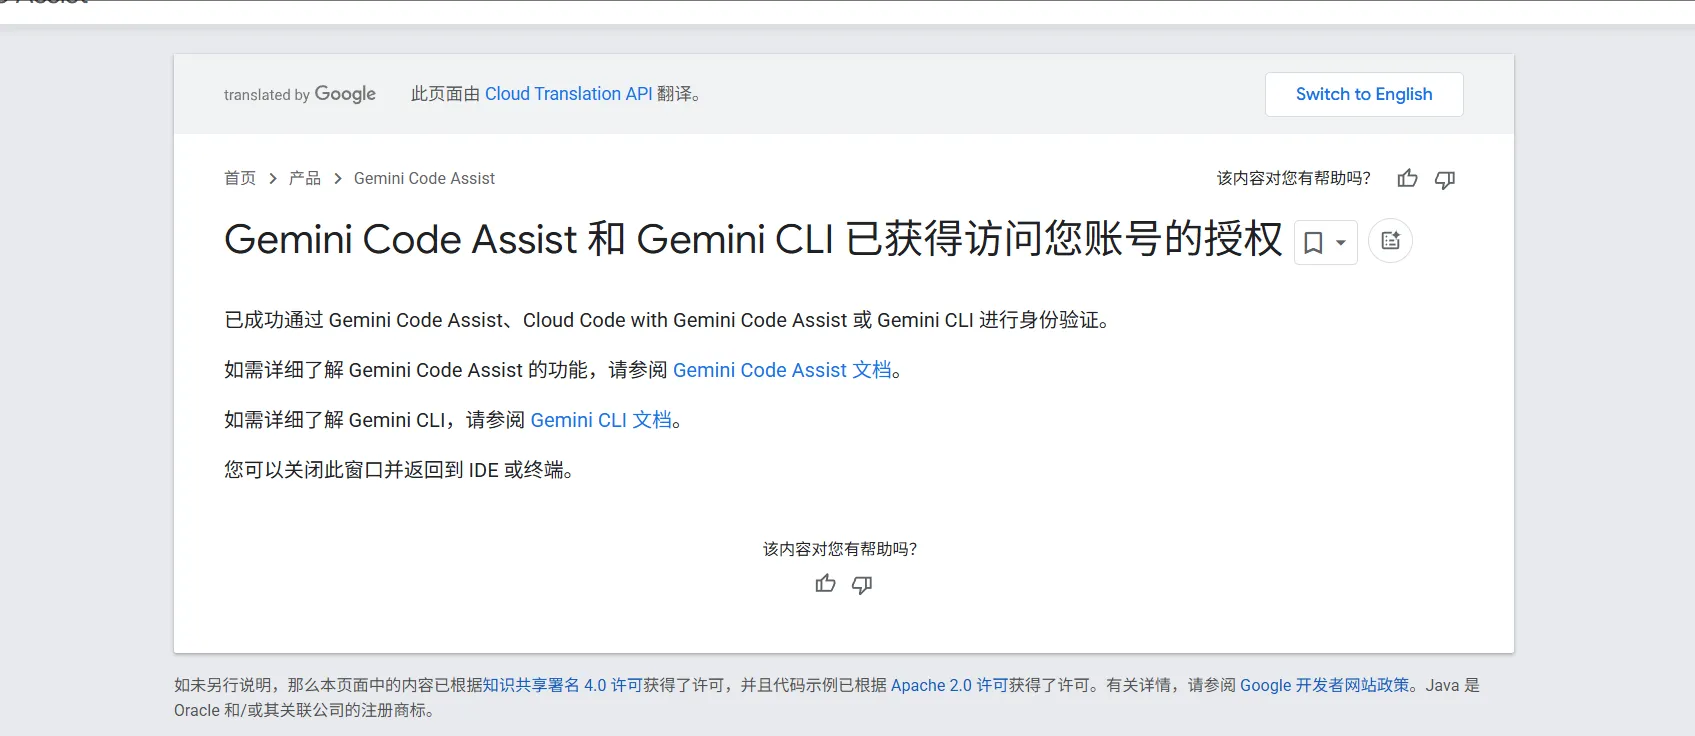 translated by Google 此页面由 Cloud Translation API 翻译。 Switch to English
首页 > 产品 > Gemini Code Assist 该内容对您有帮助吗？
Gemini Code Assist 和 Gemini CLI 已获得访问您账号的授权
已成功通过 Gemini Code Assist、Cloud Code with Gemini Code Assist 或 Gemini CLI 进行身份验证。
如需详细了解 Gemini Code Assist 的功能，请参阅 Gemini Code Assist 文档。
如需详细了解 Gemini CLI，请参阅 Gemini CLI 文档。
您可以关闭此窗口并返回到 IDE 或终端。
该内容对您有帮助吗？
如未另行说明，那么本页面中的内容已根据知识共享署名 4.0 许可获得了许可，并且代码示例已根据 Apache 2.0 许可获得了许可。有关详情，请参阅 Google 开发者网站政策。Java 是
Oracle 和/或其关联公司的注册商标。